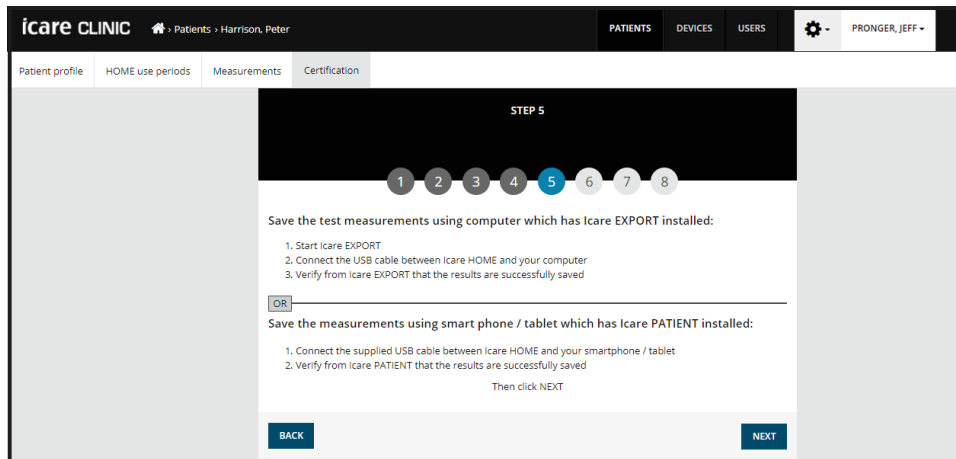 icare CLINIC › Patients › Harrison, Peter PATIENTS DEVICES USERS PRONGER, JEFF
Patient profile HOME use periods Measurements Certification
STEP 5
1 2 3 4 5 6 7 8
Save the test measurements using computer which has Icare EXPORT installed:
1. Start Icare EXPORT
2. Connect the USB cable between Icare HOME and your computer
3. Verify from Icare EXPORT that the results are successfully saved
OR
Save the measurements using smart phone / tablet which has Icare PATIENT installed:
1. Connect the supplied USB cable between Icare HOME and your smartphone / tablet
2. Verify from Icare PATIENT that the results are successfully saved
Then click NEXT
BACK NEXT